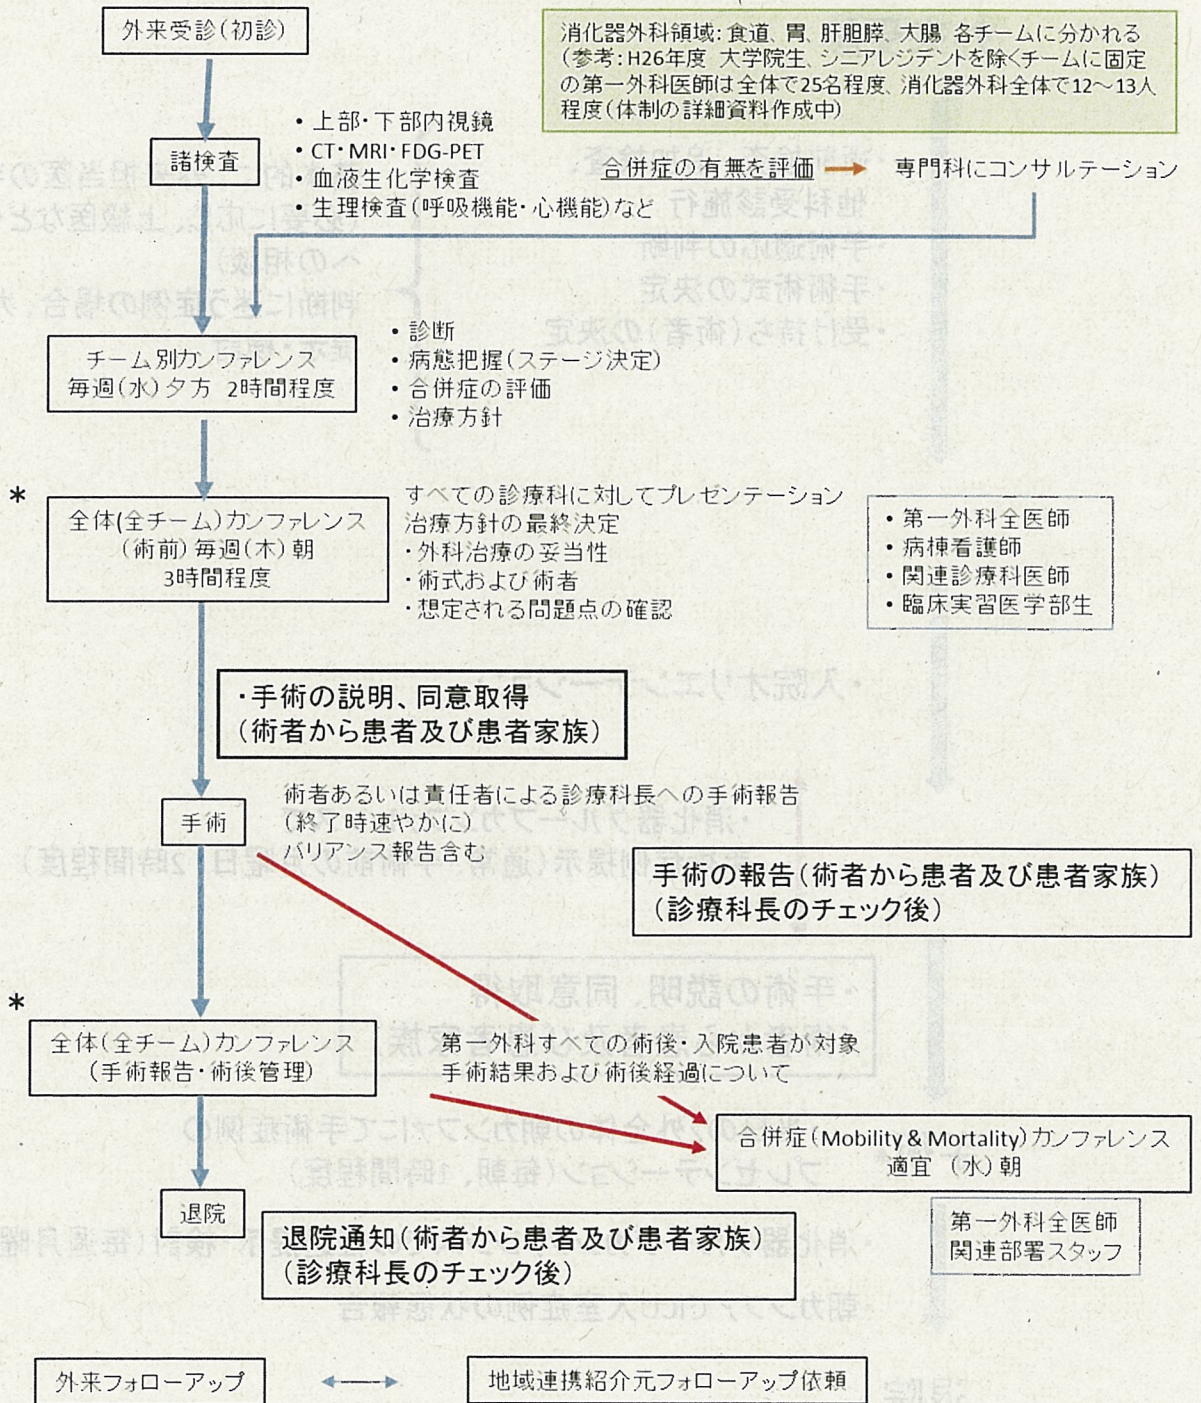 外来受診(初診)
消化器外科領域:食道、胃、肝胆膵、大腸 各チームに分かれる
(参考:H26年度 大学院生、シニアレジデントを除くチームに固定
の第一外科医師は全体で25名程度、消化器外科全体で12～13人
程度(体制の詳細資料作成中)
諸検査
・上部・下部内視鏡
・CT・MRI・FDG-PET
・血液生化学検査
・生理検査(呼吸機能・心機能)など
合併症の有無を評価
専門科にコンサルテーション
チーム別カンファレンス
毎週(水)夕方 2時間程度
・診断
・病態把握(ステージ決定)
・合併症の評価
・治療方針
*
全体(全チーム)カンファレンス
(術前)毎週(木)朝
3時間程度
すべての診療科に対してプレゼンテーション
治療方針の最終決定
・外科治療の妥当性
・術式および術者
・想定される問題点の確認
・第一外科全医師
・病棟看護師
・関連診療科医師
・臨床実習医学部生
・手術の説明、同意取得
(術者から患者及び患者家族)
手術
術者あるいは責任者による診療科長への手術報告
(終了時速やかに)
バリアンス報告含む
手術の報告(術者から患者及び患者家族)
(診療科長のチェック後)
*
全体(全チーム)カンファレンス
(手術報告・術後管理)
第一外科すべての術後・入院患者が対象
手術結果および術後経過について
合併症(Mobility & Mortality)カンファレンス
適宜 (水)朝
退院
退院通知(術者から患者及び患者家族)
(診療科長のチェック後)
第一外科全医師
関連部署スタッフ
外来フォローアップ
地域連携紹介元フォローアップ依頼